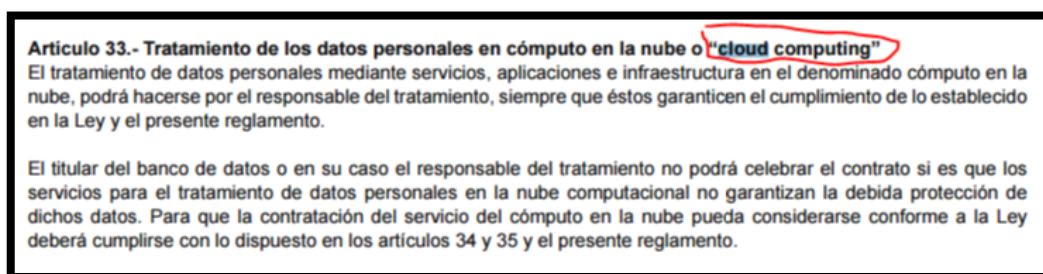 Artículo 33.- Tratamiento de los datos personales en cómputo en la nube o “cloud computing”
El tratamiento de datos personales mediante servicios, aplicaciones e infraestructura en el denominado cómputo en la
nube, podrá hacerse por el responsable del tratamiento, siempre que éstos garanticen el cumplimiento de lo establecido
en la Ley y el presente reglamento.
El titular del banco de datos o en su caso el responsable del tratamiento no podrá celebrar el contrato si es que los
servicios para el tratamiento de datos personales en la nube computacional no garantizan la debida protección de
dichos datos. Para que la contratación del servicio del cómputo en la nube pueda considerarse conforme a la Ley
deberá cumplirse con lo dispuesto en los artículos 34 y 35 y el presente reglamento.